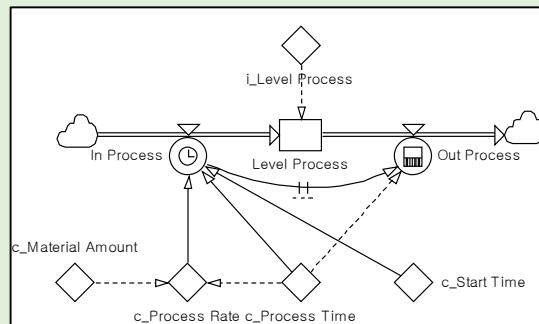 i_Level Process
In Process
Level Process
Out Process
c_Material Amount
c_Start Time
c_Process Rate
c_Process Time